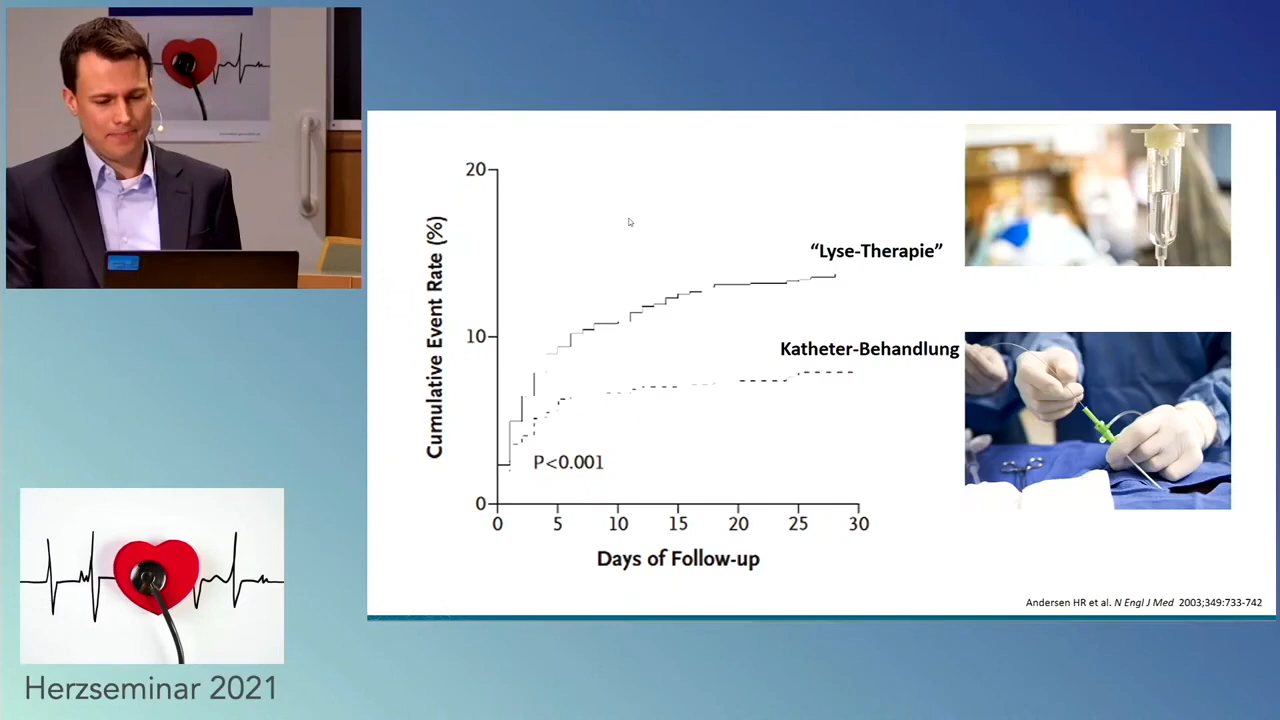 20
10
0
Cumulative Event Rate (%)
“Lyse-Therapie”
Katheter-Behandlung
P<0.001
0 5 10 15 20 25 30
Days of Follow-up
Andersen HR et al. N Engl J Med 2003;349:733-742
Herzseminar 2021